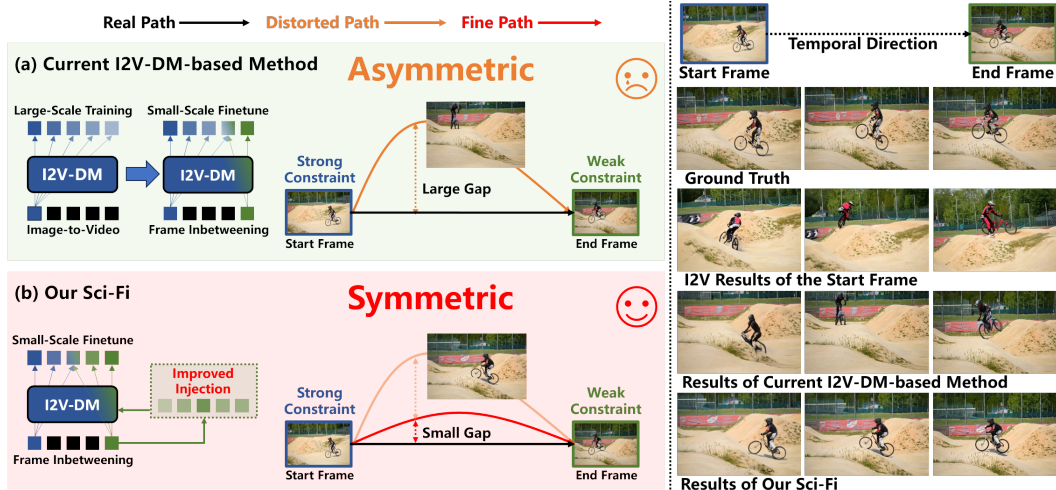 Real Path
Distorted Path
Fine Path
(a) Current I2V-DM-based Method
Asymmetric
Large-Scale Training
Small-Scale Finetune
I2V-DM
I2V-DM
Image-to-Video
Frame Inbetweening
Strong
Constraint
Start Frame
Large Gap
Weak
Constraint
End Frame
(b) Our Sci-Fi
Symmetric
Small-Scale Finetune
I2V-DM
Frame Inbetweening
Improved
Injection
Strong
Constraint
Start Frame
Small Gap
Weak
Constraint
End Frame
Start Frame
Temporal Direction
End Frame
Ground Truth
I2V Results of the Start Frame
Results of Current I2V-DM-based Method
Results of Our Sci-Fi